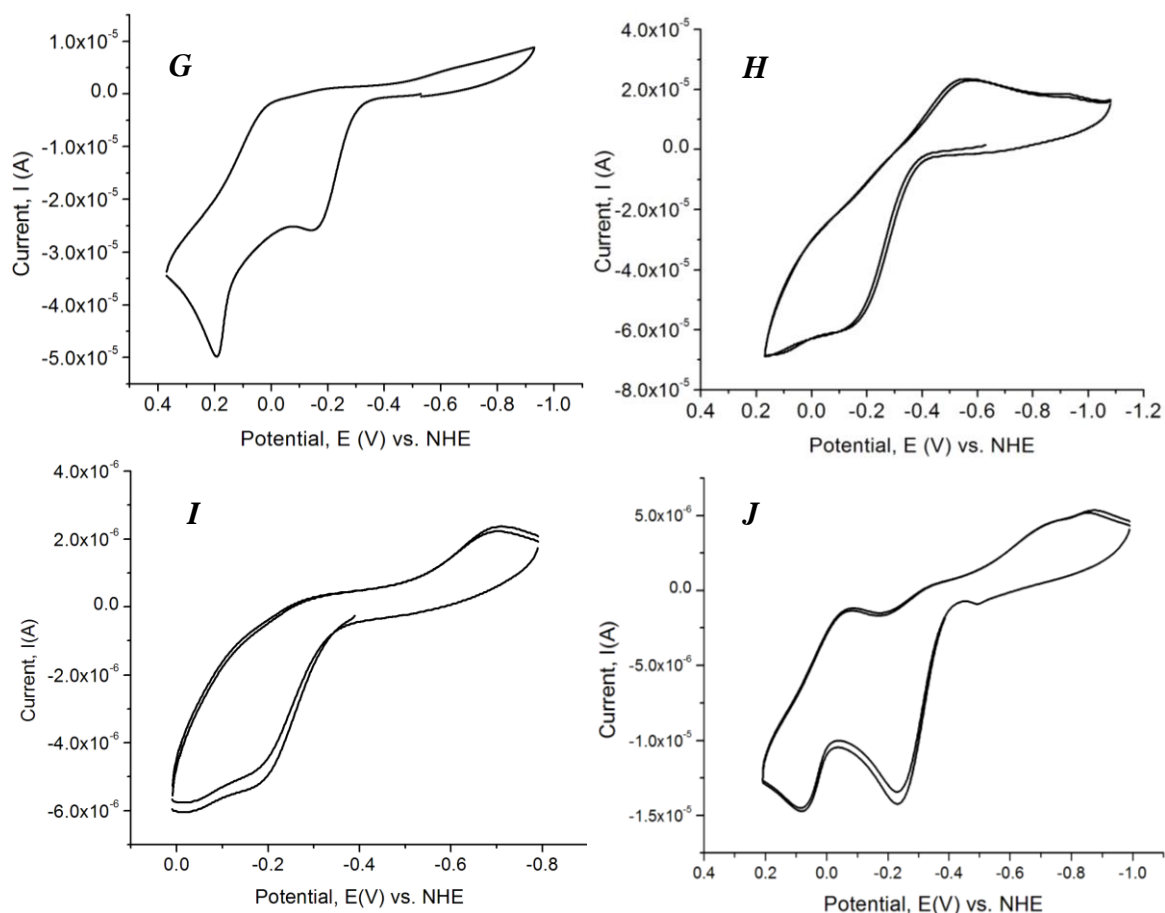 G
1.0x10⁻⁵
0.0
-1.0x10⁻⁵
-2.0x10⁻⁵
-3.0x10⁻⁵
-4.0x10⁻⁵
-5.0x10⁻⁵
Current, I (A)
0.4 0.2 0.0 -0.2 -0.4 -0.6 -0.8 -1.0
Potential, E (V) vs. NHE
H
4.0x10⁻⁵
2.0x10⁻⁵
0.0
-2.0x10⁻⁵
-4.0x10⁻⁵
-6.0x10⁻⁵
-8.0x10⁻⁵
Current, I (A)
0.4 0.2 0.0 -0.2 -0.4 -0.6 -0.8 -1.0 -1.2
Potential, E (V) vs. NHE
I
4.0x10⁻⁶
2.0x10⁻⁶
0.0
-2.0x10⁻⁶
-4.0x10⁻⁶
-6.0x10⁻⁶
Current, I(A)
0.0 -0.2 -0.4 -0.6 -0.8
Potential, E(V) vs. NHE
J
5.0x10⁻⁶
0.0
-5.0x10⁻⁶
-1.0x10⁻⁵
-1.5x10⁻⁵
Current, I(A)
0.4 0.2 0.0 -0.2 -0.4 -0.6 -0.8 -1.0
Potential, E(V) vs. NHE